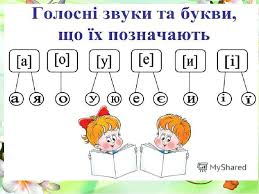 Голосні звуки та букви,
що їх позначають
[а] [о] [у] [е] [и] [і]
а я о у ю е є и і ї
MyShared